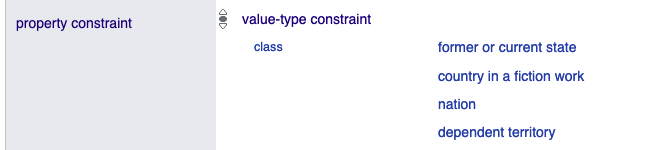 property constraint
value-type constraint
class
former or current state
country in a fiction work
nation
dependent territory